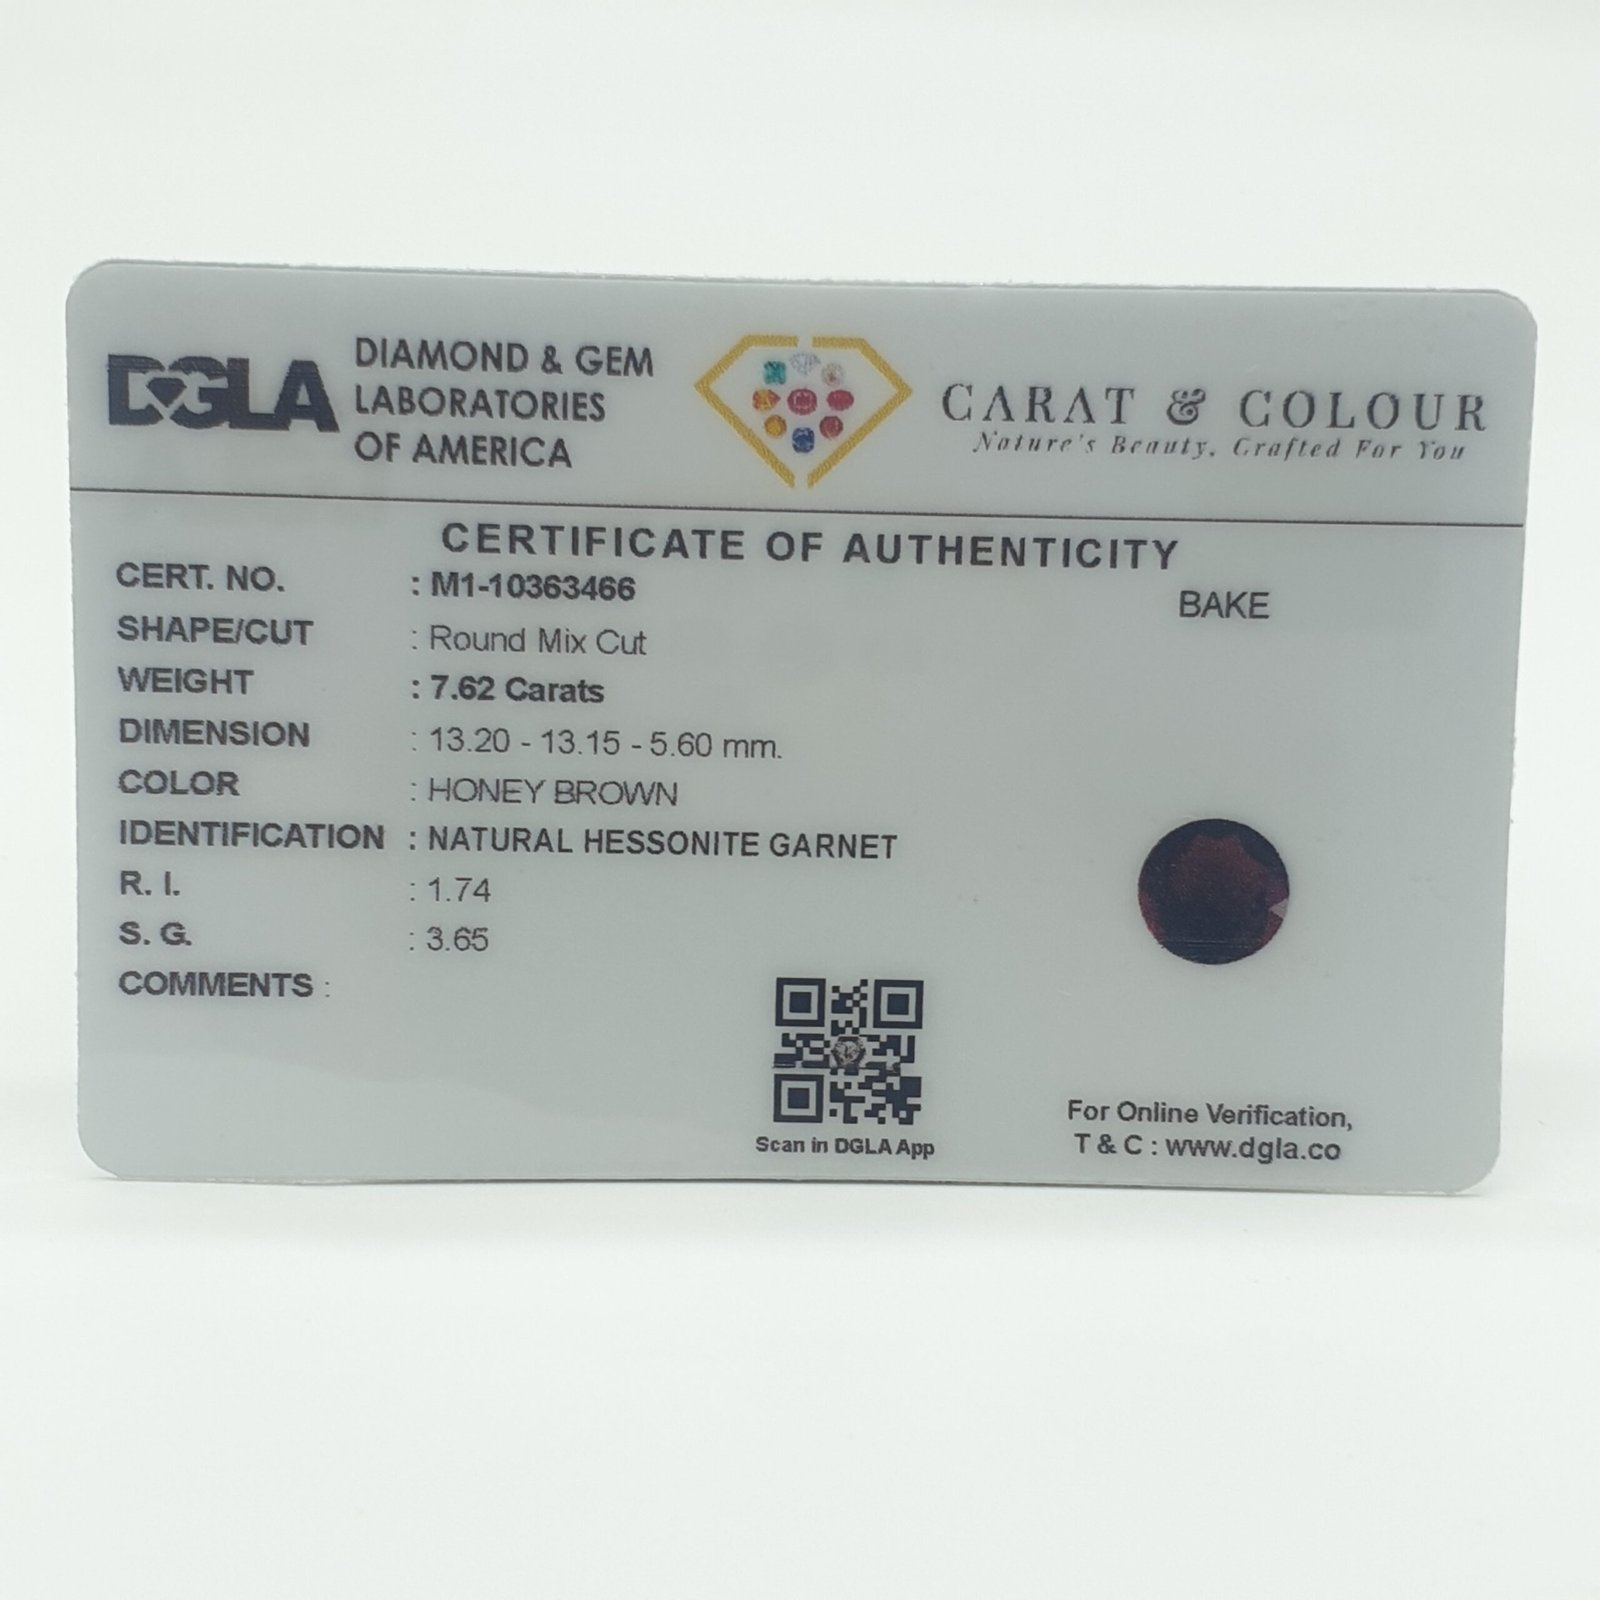 DGLA
DIAMOND & GEM
LABORATORIES
OF AMERICA
CARAT & COLOUR
Nature's Beauty, Crafted For You
CERTIFICATE OF AUTHENTICITY
CERT. NO. : M1-10363466
BAKE
SHAPE/CUT : Round Mix Cut
WEIGHT : 7.62 Carats
DIMENSION : 13.20 - 13.15 - 5.60 mm.
COLOR : HONEY BROWN
IDENTIFICATION : NATURAL HESSONITE GARNET
R. I. : 1.74
S. G. : 3.65
COMMENTS :
Scan in DGLA App
For Online Verification,
T & C : www.dgla.co